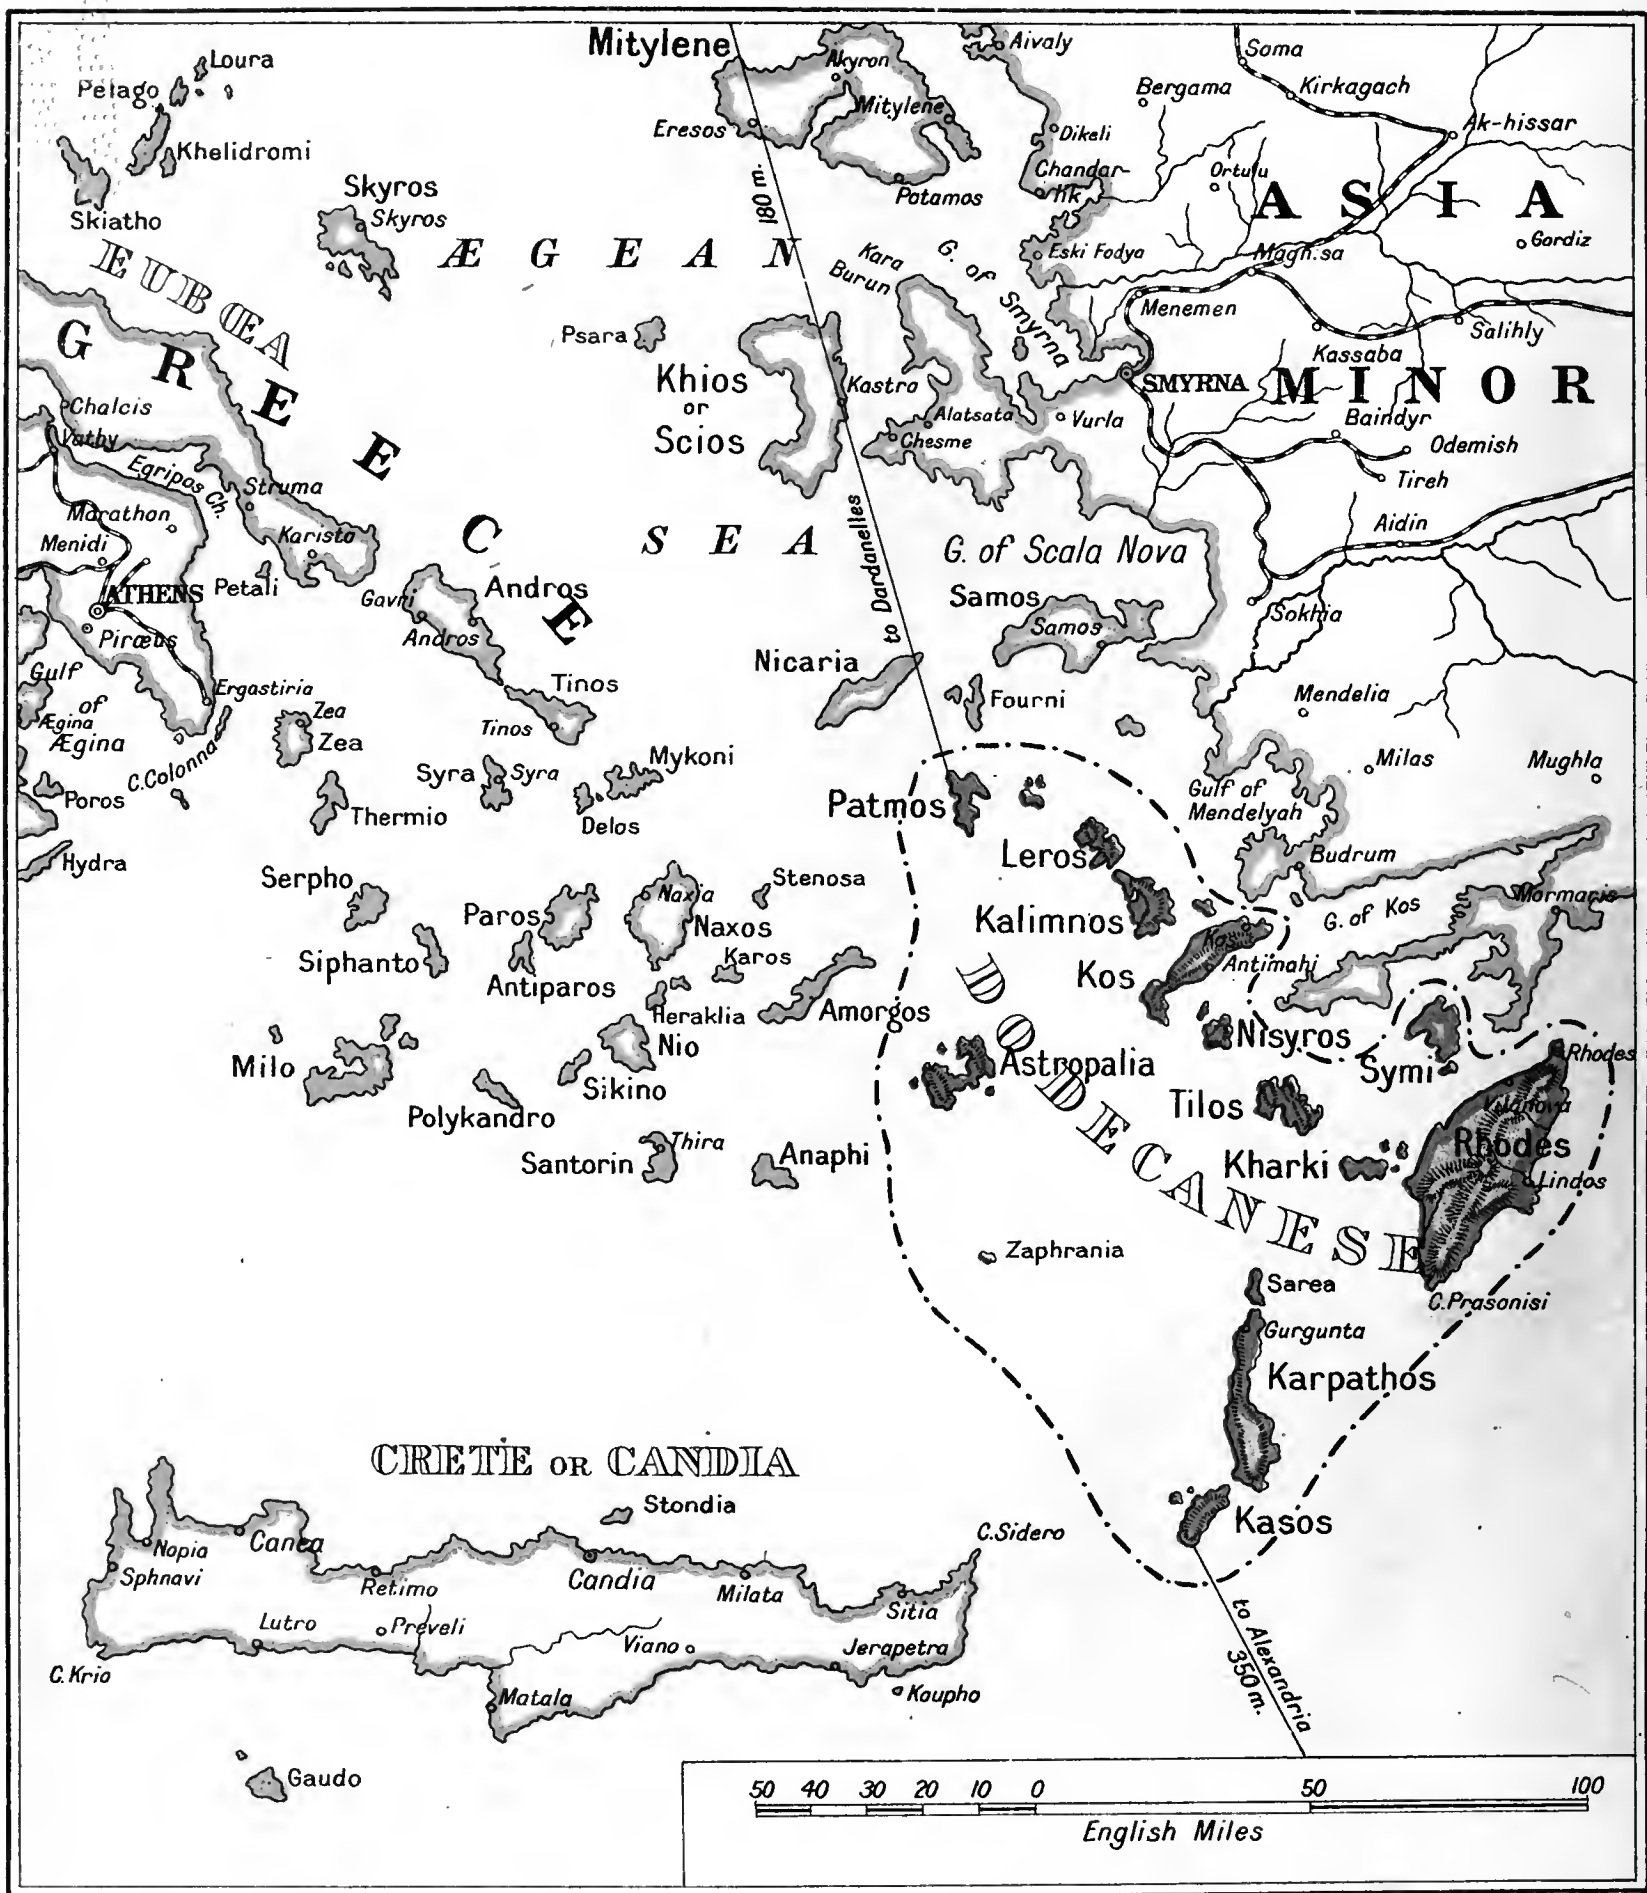 Mitylene
Loura
Pelago
Khelidromi
Skiatho
Skyros
Skyros
Akyron
Mitylene
Eresos
Potamos
180 m.
Aivaly
Soma
Bergama
Kirkagach
Dikeli
Ak-hissar
Chandar-
lik
Ortulu
ASIA
Gordiz
Magn.sa
Eski Fodya
EUBŒA
ÆGEAN
Kara
Burun
G. of Smyrna
Menemen
Salihly
Kassaba
GREECE
Psara
Khios
or
Scios
Kastro
SMYRNA
MINOR
Alatsata
Chesme
Vurla
Baindyr
Odemish
Tireh
Chalcis
Vathy
Egripos Ch.
Struma
Marathon
Menidi
Karisto
SEA
to Dardanelles
G. of Scala Nova
Aidin
ATHENS
Petali
Piræus
Gavri
Andros
Andros
Samos
Samos
Sokhia
Gulf
of
Ægina
Ægina
Ergastiria
Nicaria
Tinos
Tinos
Fourni
Mendelia
Zea
Zea
C.Colonna
Poros
Syra
Syra
Mykoni
Milas
Mughla
Thermio
Delos
Patmos
Gulf of
Mendelyah
Hydra
Leros
Budrum
Serpho
Stenosa
Naxia
Marmaris
Paros
Naxos
Kalimnos
G. of Kos
Kos
Siphanto
Karos
Antimahi
Kos
Antiparos
Heraklia
Amorgos
DODECANESE
Nio
Nisyros
Milo
Astropalia
Symi
Rhodes
Sikino
Polykandro
Tilos
Vilanova
Thira
Santorin
Anaphi
Rhodes
Kharki
Lindos
Zaphrania
Sarea
C.Prasonisi
Gurgunta
Karpathos
CRETE OR CANDIA
Stondia
Kasos
C.Sidero
Canea
Nopia
Sphnavi
Retimo
Candia
Milata
Sitia
Lutro
Preveli
Viano
Jerapetra
to Alexandria
350 m.
C.Krio
Matala
Koupho
Gaudo
50 40 30 20 10 0 50 100
English Miles